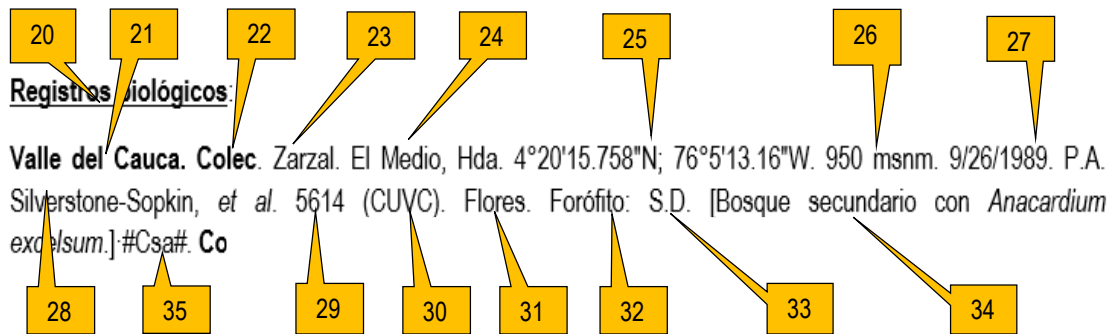 20 21 22 23 24 25 26 27
Registros biológicos:
Valle del Cauca. Colec. Zarzal. El Medio, Hda. 4°20'15.758"N; 76°5'13.16"W. 950 msnm. 9/26/1989. P.A.
Silverstone-Sopkin, et al. 5614 (CUVC). Flores. Forófito: S.D. [Bosque secundario con Anacardium
excelsum.] #Csa#. Co
28 35 29 30 31 32 33 34